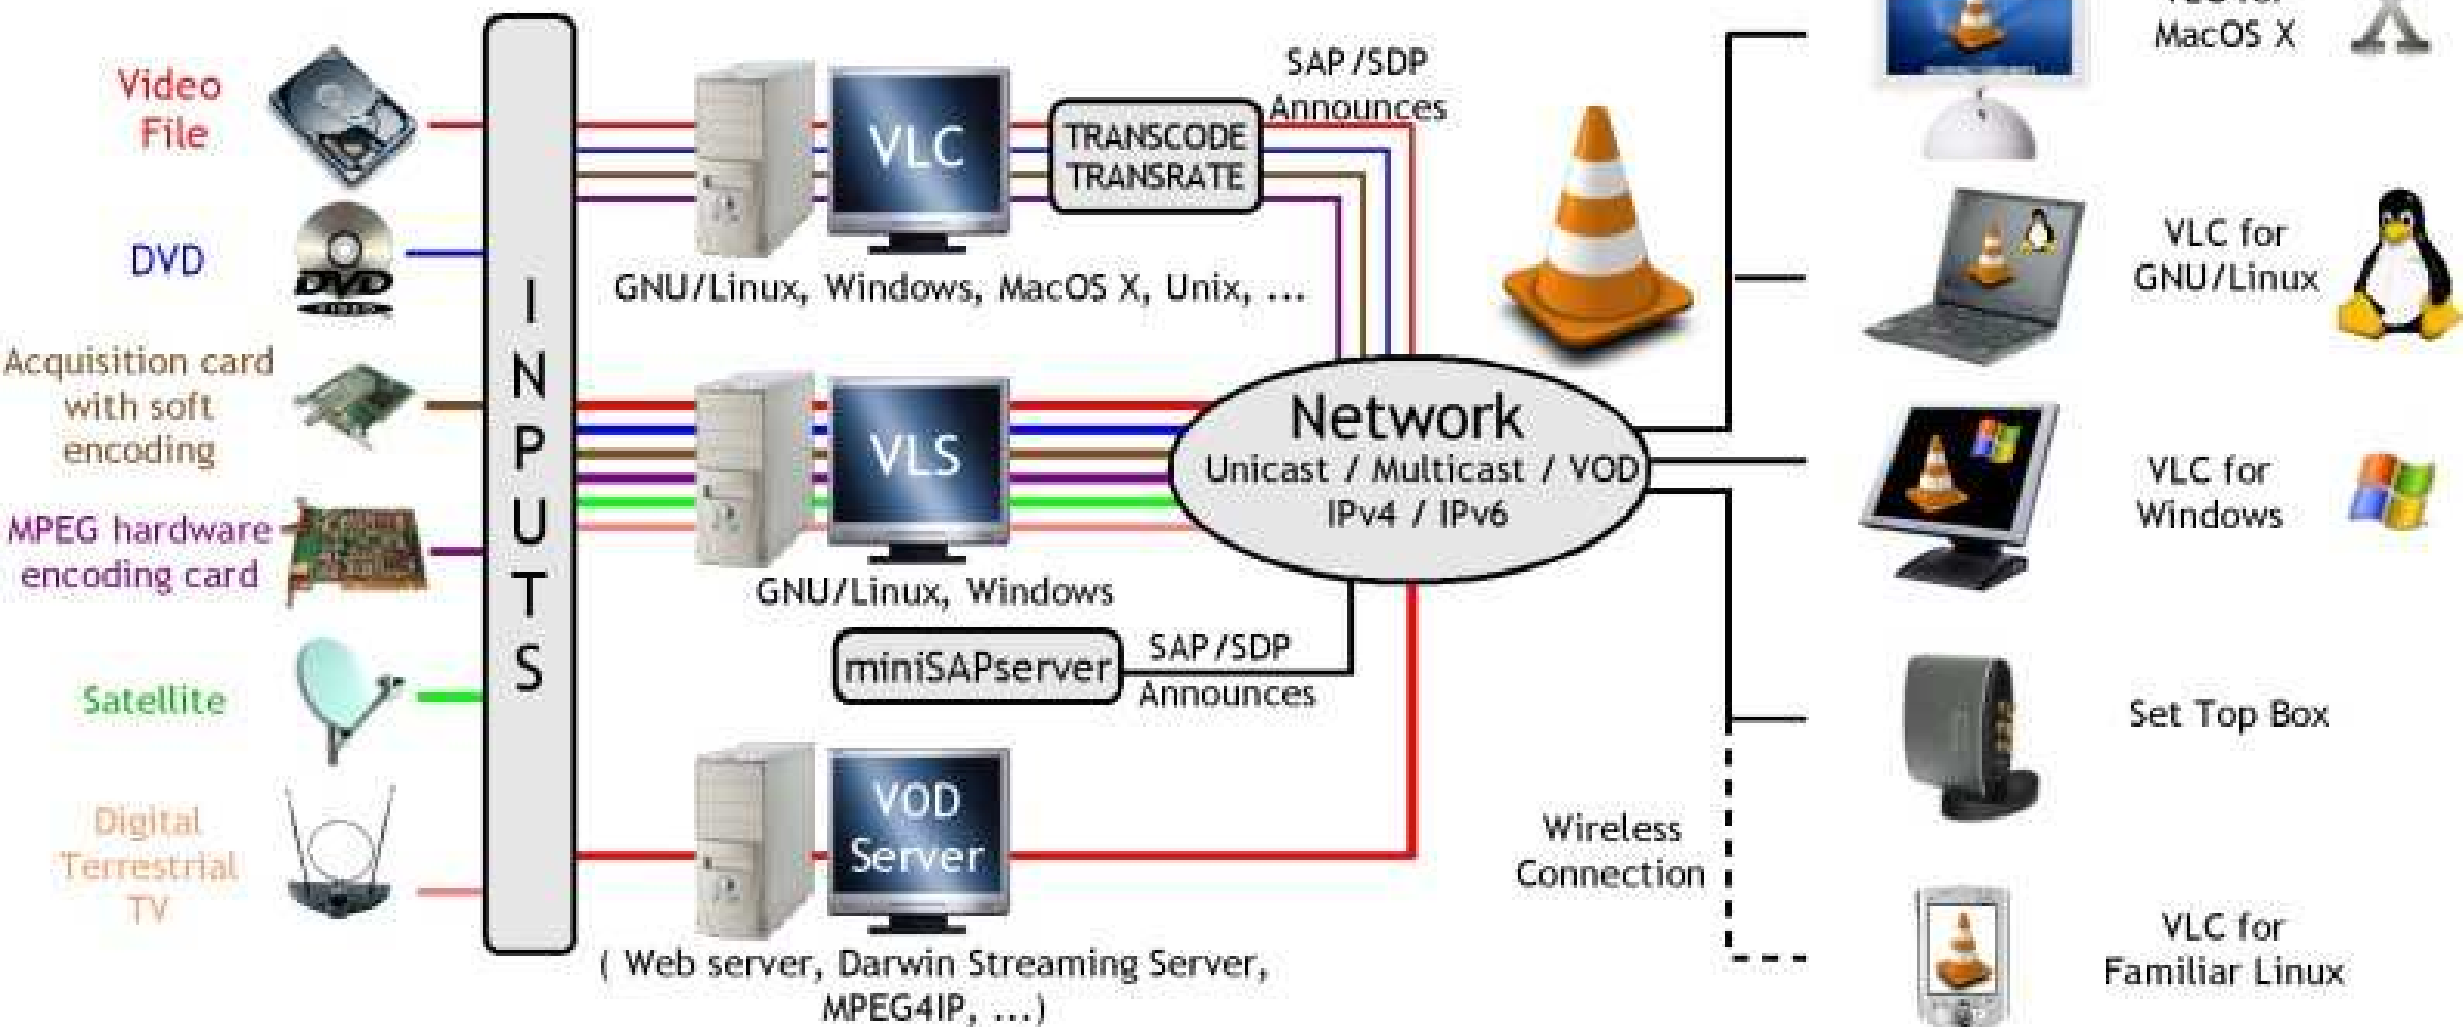 Video
File
DVD
DVD
VIDEO
Acquisition card
with soft
encoding
MPEG hardware
encoding card
Satellite
Digital
Terrestrial
TV
I
N
P
U
T
S
VLC
TRANSCODE
TRANSRATE
SAP/SDP
Announces
GNU/Linux, Windows, MacOS X, Unix, ...
VLS
GNU/Linux, Windows
miniSAPserver
SAP/SDP
Announces
VOD
Server
( Web server, Darwin Streaming Server,
MPEG4IP, ...)
Network
Unicast / Multicast / VOD
IPv4 / IPv6
Wireless
Connection
MacOS X
X
VLC for
GNU/Linux
VLC for
Windows
Set Top Box
VLC for
Familiar Linux